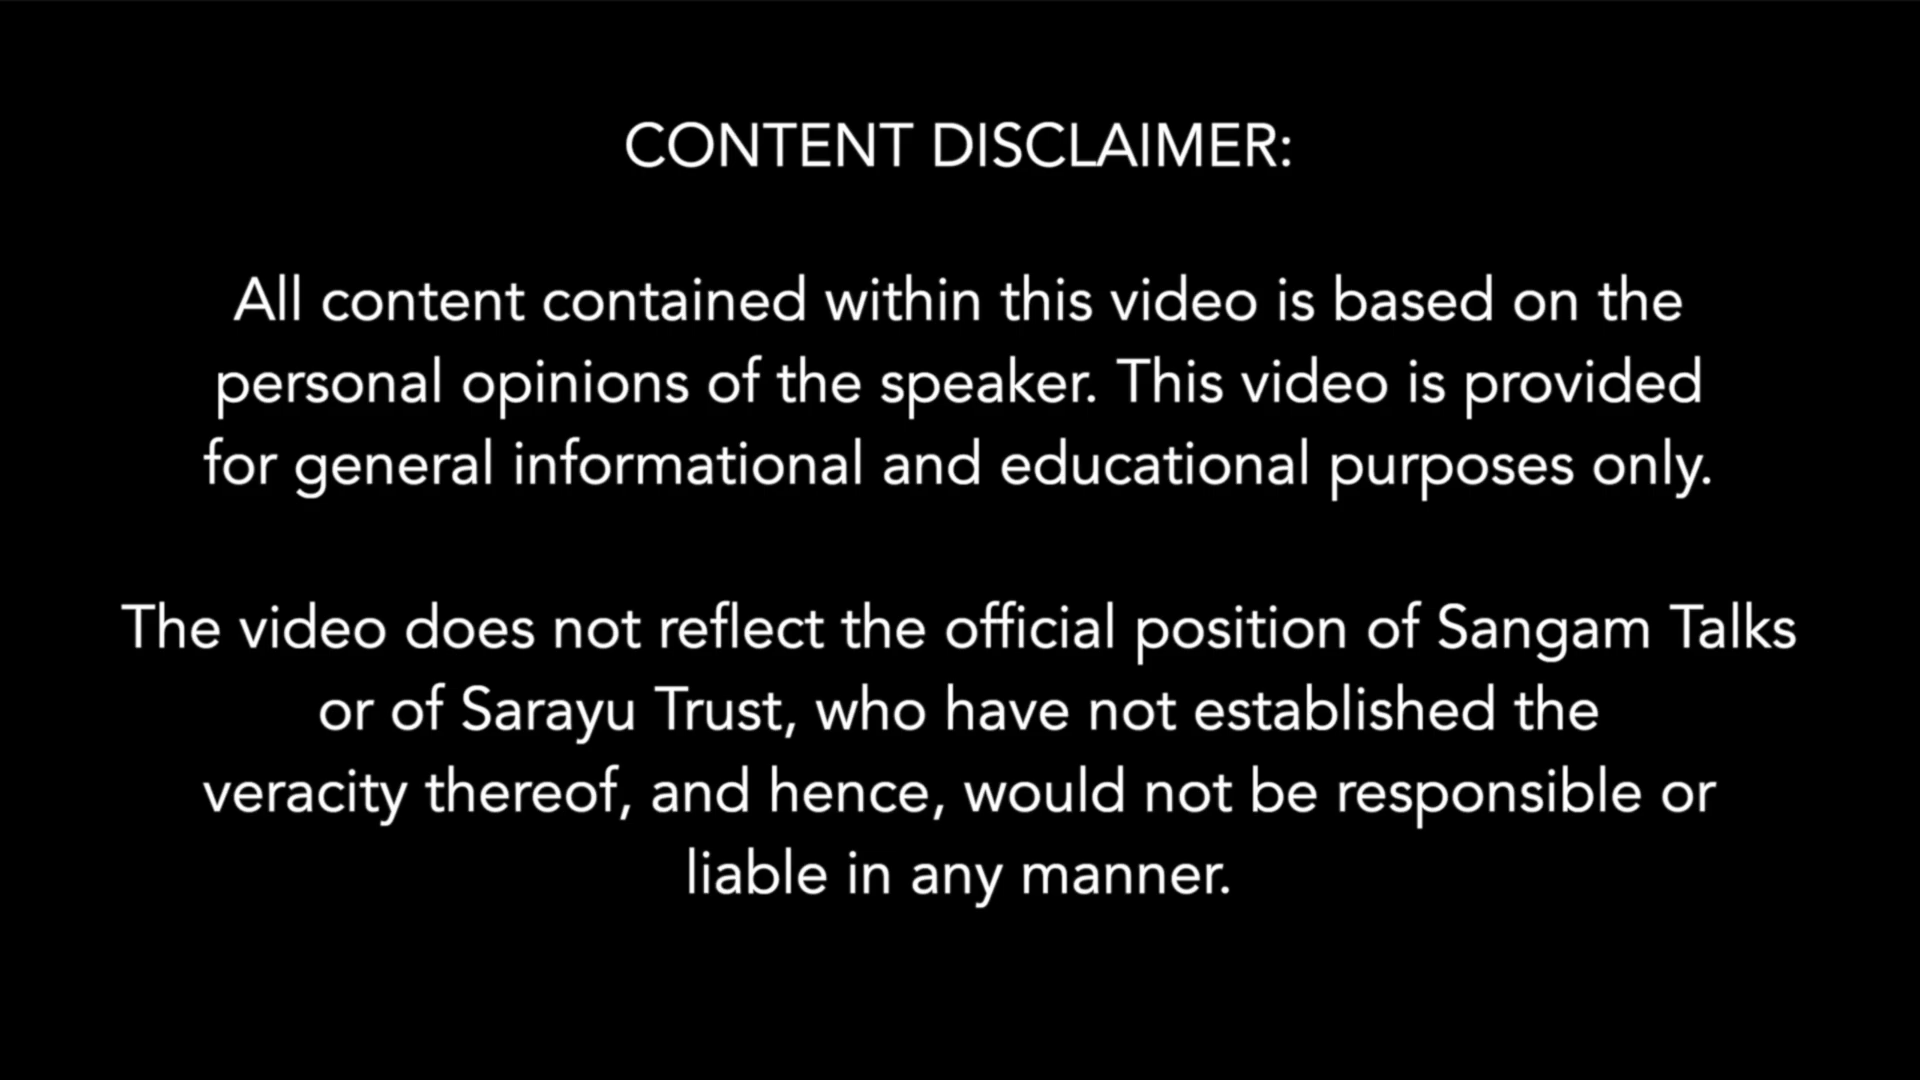 CONTENT DISCLAIMER:
All content contained within this video is based on the
personal opinions of the speaker. This video is provided
for general informational and educational purposes only.
The video does not reflect the official position of Sangam Talks
or of Sarayu Trust, who have not established the
veracity thereof, and hence, would not be responsible or
liable in any manner.